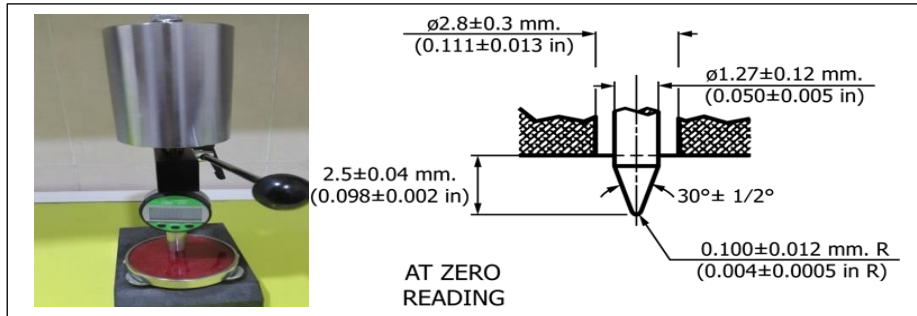 ø2.8±0.3 mm.
(0.111±0.013 in)
ø1.27±0.12 mm.
(0.050±0.005 in)
2.5±0.04 mm.
(0.098±0.002 in)
30°± 1/2°
0.100±0.012 mm. R
(0.004±0.0005 in R)
AT ZERO
READING